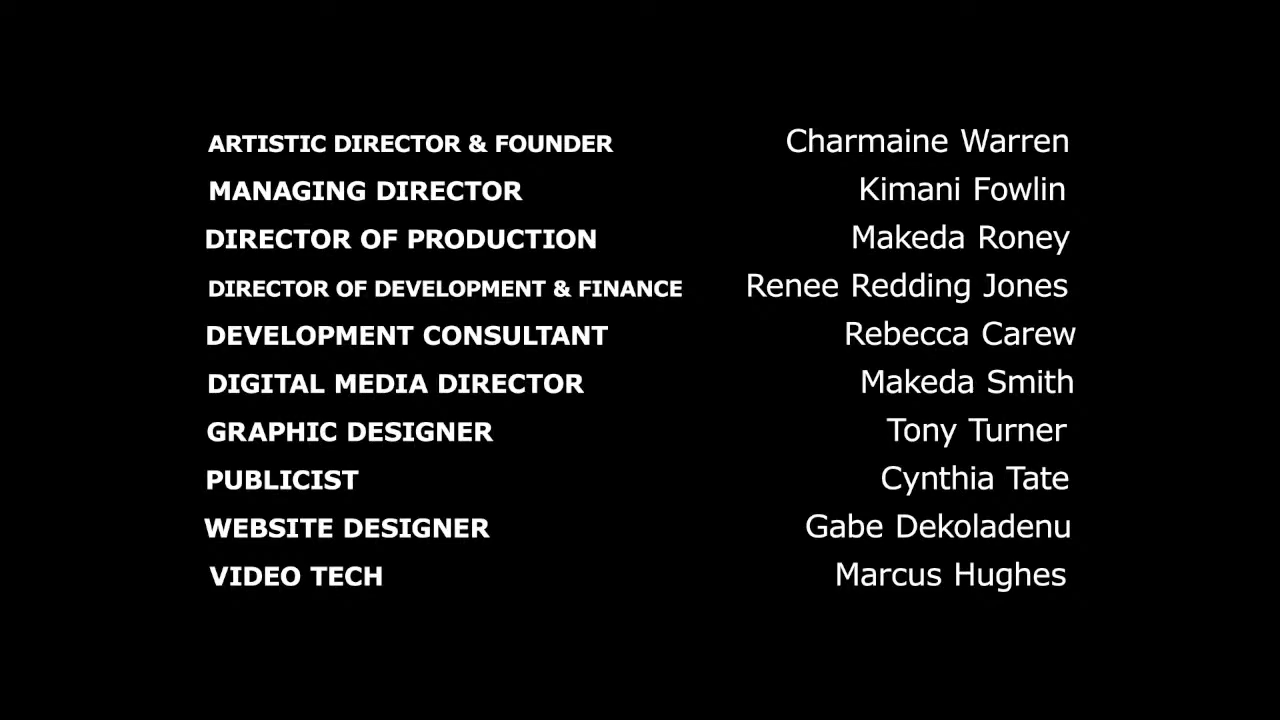 ARTISTIC DIRECTOR & FOUNDER Charmaine Warren
MANAGING DIRECTOR Kimani Fowlin
DIRECTOR OF PRODUCTION Makeda Roney
DIRECTOR OF DEVELOPMENT & FINANCE Renee Redding Jones
DEVELOPMENT CONSULTANT Rebecca Carew
DIGITAL MEDIA DIRECTOR Makeda Smith
GRAPHIC DESIGNER Tony Turner
PUBLICIST Cynthia Tate
WEBSITE DESIGNER Gabe Dekoladenu
VIDEO TECH Marcus Hughes